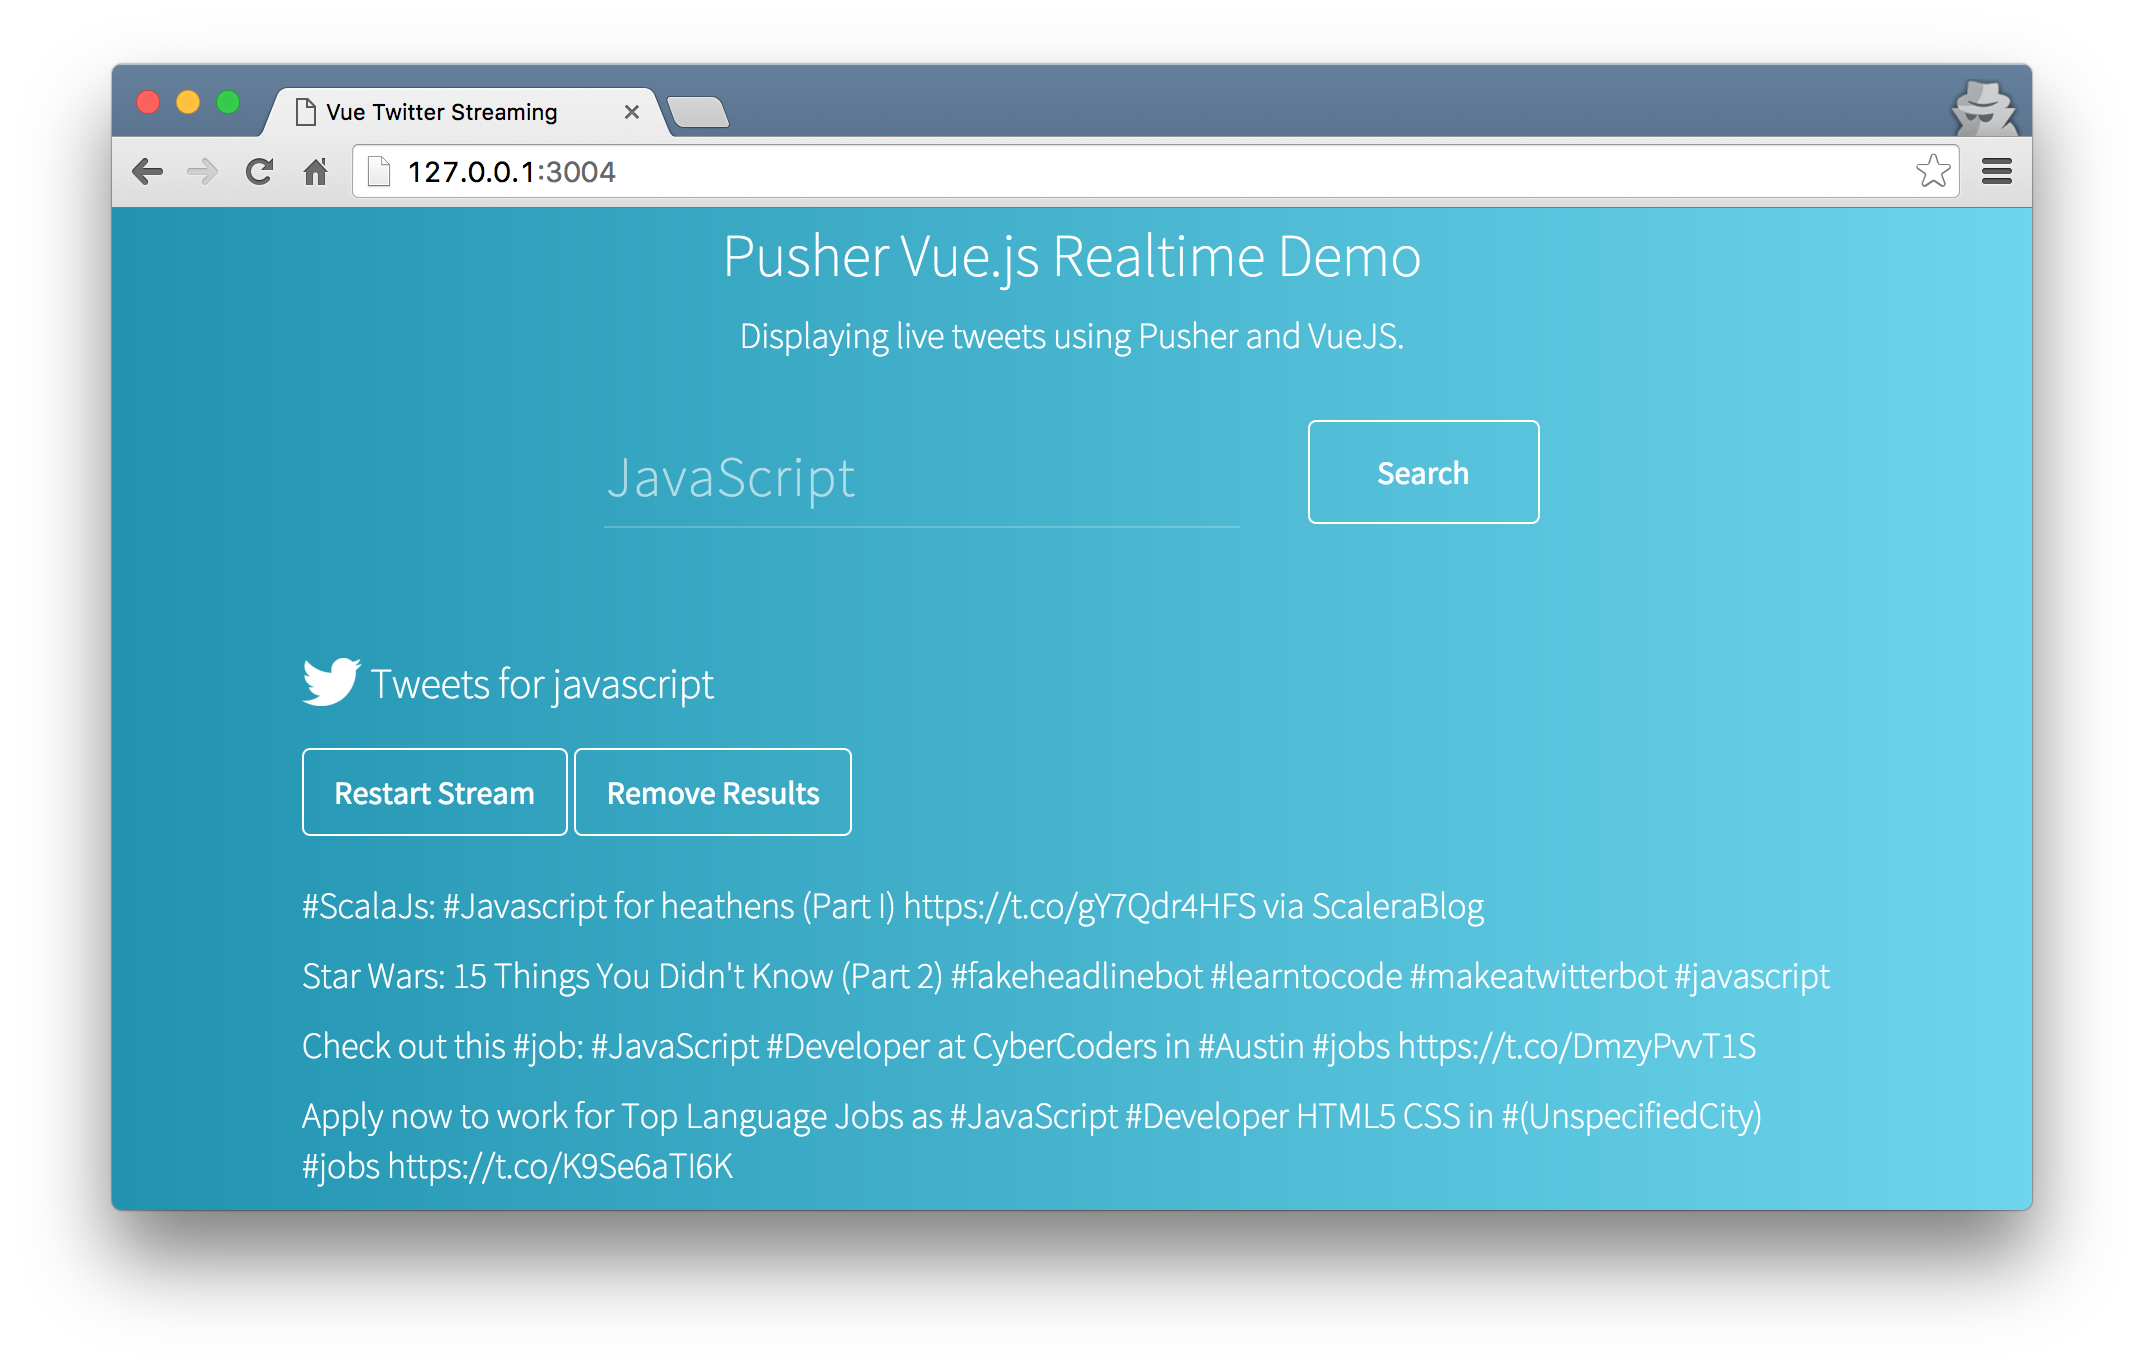 Vue Twitter Streaming
127.0.0.1:3004
Pusher Vue.js Realtime Demo
Displaying live tweets using Pusher and VueJS.
JavaScript
Search
Tweets for javascript
Restart Stream
Remove Results
#ScalaJs: #Javascript for heathens (Part I) https://t.co/gY7Qdr4HFS via ScaleraBlog
Star Wars: 15 Things You Didn't Know (Part 2) #fakeheadlinebot #learntocode #makeatwitterbot #javascript
Check out this #job: #JavaScript #Developer at CyberCoders in #Austin #jobs https://t.co/DmzyPvvT1S
Apply now to work for Top Language Jobs as #JavaScript #Developer HTML5 CSS in #(UnspecifiedCity)
#jobs https://t.co/K9Se6aTI6K